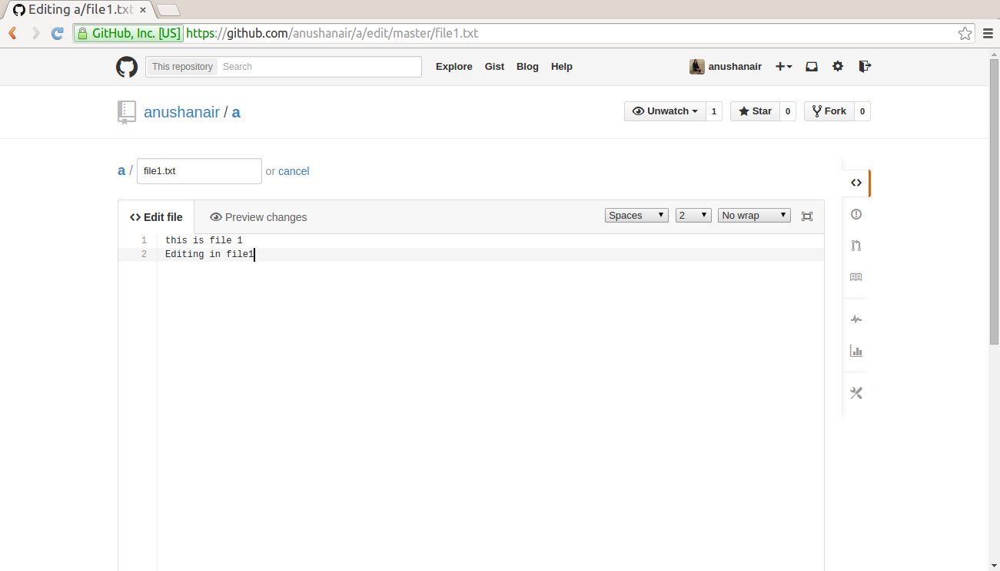 Editing a/file1.txt
GitHub, Inc. [US] https://github.com/anushanair/a/edit/master/file1.txt
This repository Search Explore Gist Blog Help anushanair
anushanair / a Unwatch 1 Star 0 Fork 0
a / file1.txt or cancel
Edit file Preview changes Spaces 2 No wrap
1 this is file 1
2 Editing in file1